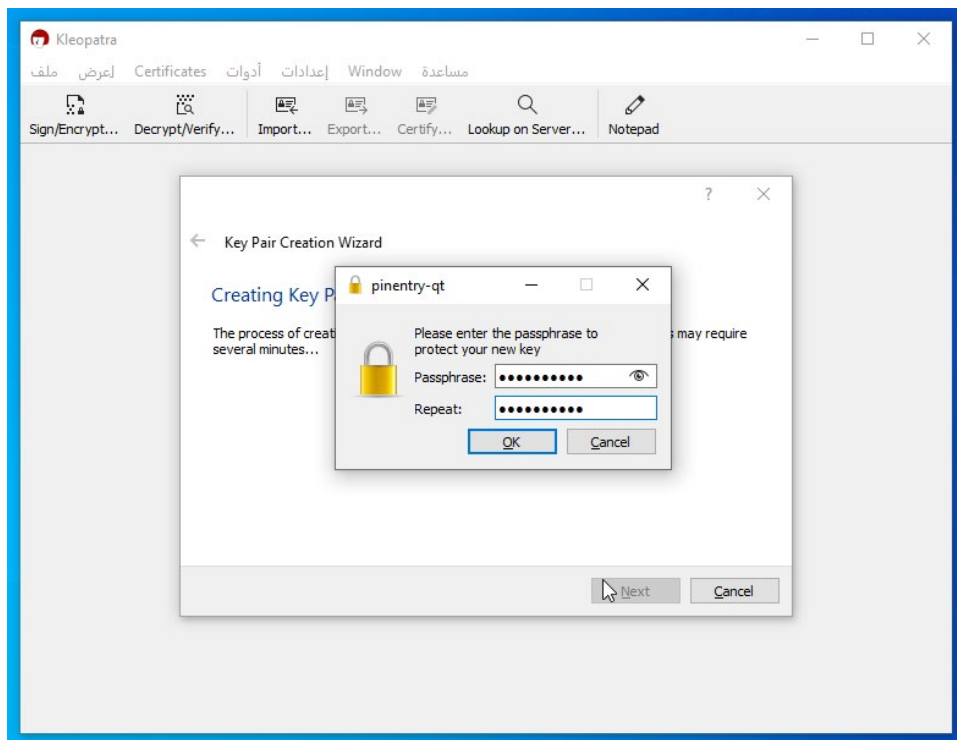 Kleopatra
ملف إعرض Certificates أدوات إعدادات Window مساعدة
Sign/Encrypt... Decrypt/Verify... Import... Export... Certify... Lookup on Server... Notepad
?
Key Pair Creation Wizard
pinentry-qt
Creating Key P
The process of creat
s may require
several minutes...
Please enter the passphrase to
protect your new key
Passphrase: ●●●●●●●●●●
Repeat: ●●●●●●●●●●
OK Cancel
Next Cancel